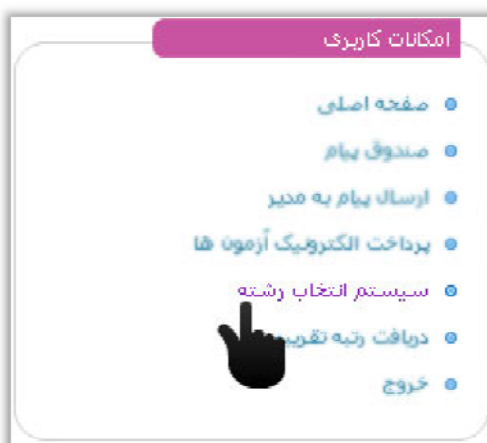 امکانات کاربری
صفحه اصلی
صندوق پیام
ارسال پیام به مدیر
پرداخت الکترونیک آزمون ها
سیستم انتخاب رشته
دریافت رتبه
خروج